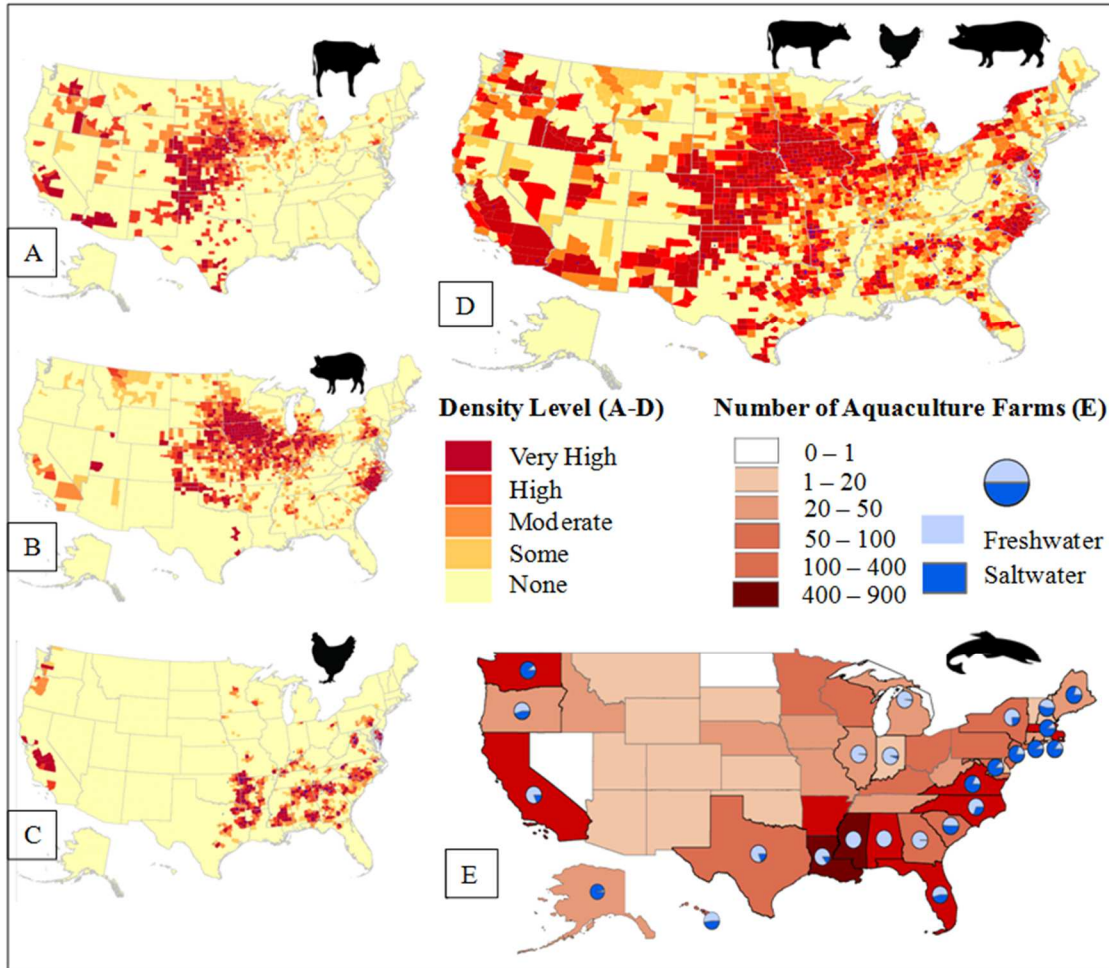 A
B
C
D
Density Level (A-D)
Very High
High
Moderate
Some
None
Number of Aquaculture Farms (E)
0 – 1
1 – 20
20 – 50
50 – 100
100 – 400
400 – 900
Freshwater
Saltwater
E